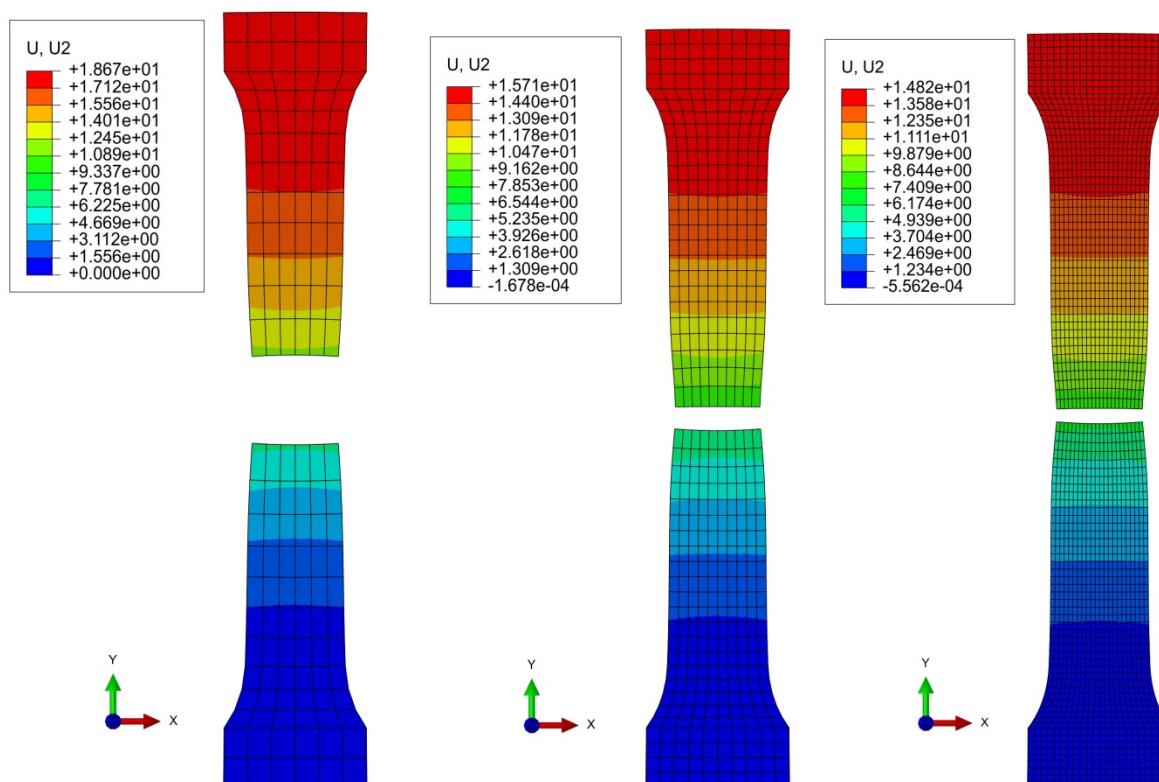 U, U2
+1.867e+01
+1.712e+01
+1.556e+01
+1.401e+01
+1.245e+01
+1.089e+01
+9.337e+00
+7.781e+00
+6.225e+00
+4.669e+00
+3.112e+00
+1.556e+00
+0.000e+00
Y
X
U, U2
+1.571e+01
+1.440e+01
+1.309e+01
+1.178e+01
+1.047e+01
+9.162e+00
+7.853e+00
+6.544e+00
+5.235e+00
+3.926e+00
+2.618e+00
+1.309e+00
-1.678e-04
Y
X
U, U2
+1.482e+01
+1.358e+01
+1.235e+01
+1.111e+01
+9.879e+00
+8.644e+00
+7.409e+00
+6.174e+00
+4.939e+00
+3.704e+00
+2.469e+00
+1.234e+00
-5.562e-04
Y
X